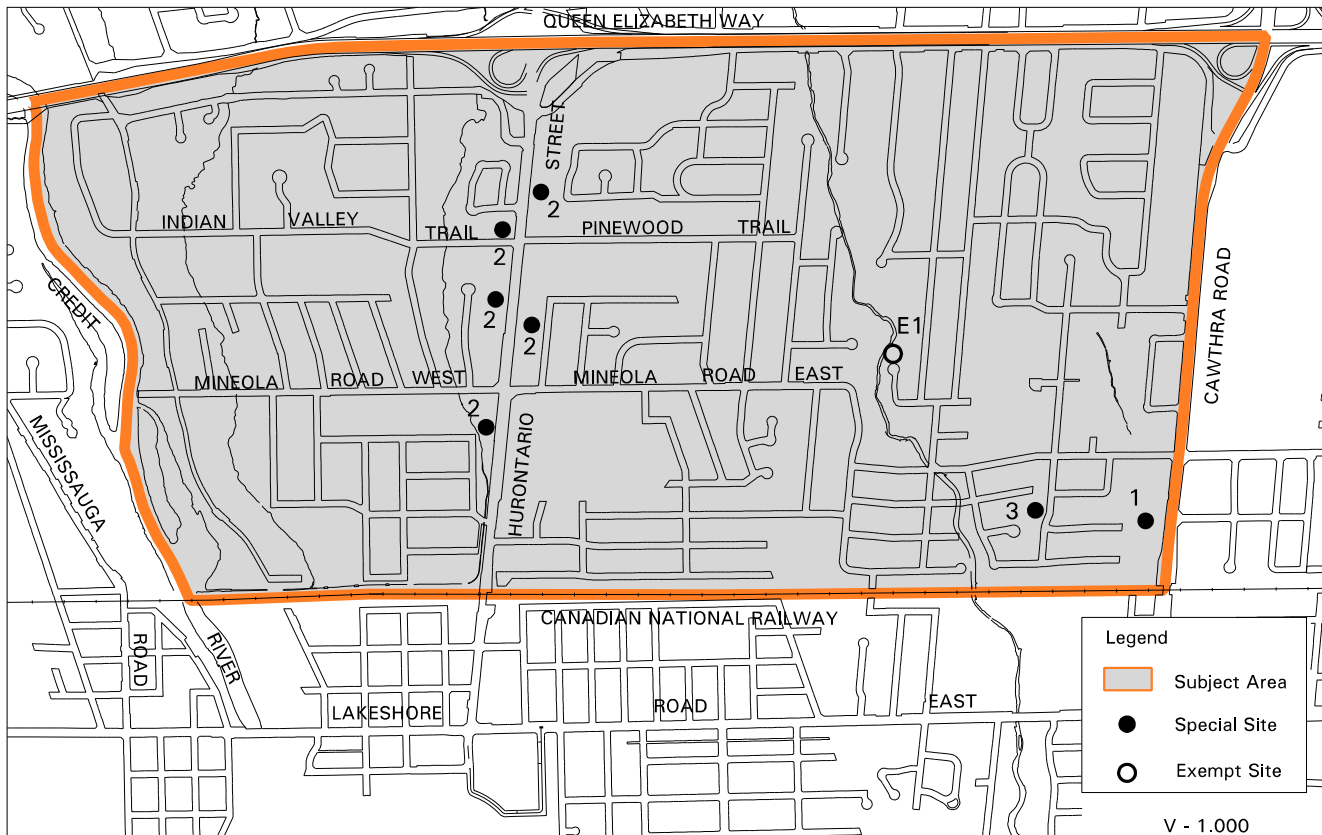 QUEEN ELIZABETH WAY
STREET
2
INDIAN VALLEY TRAIL PINEWOOD TRAIL
2
CREDIT
2
2
E1
CAWTHRA ROAD
MINEOLA ROAD WEST MINEOLA ROAD EAST
2
MISSISSAUGA
HURONTARIO
3
1
CANADIAN NATIONAL RAILWAY
ROAD
RIVER
LAKESHORE ROAD EAST
Legend
Subject Area
Special Site
Exempt Site
V - 1.000